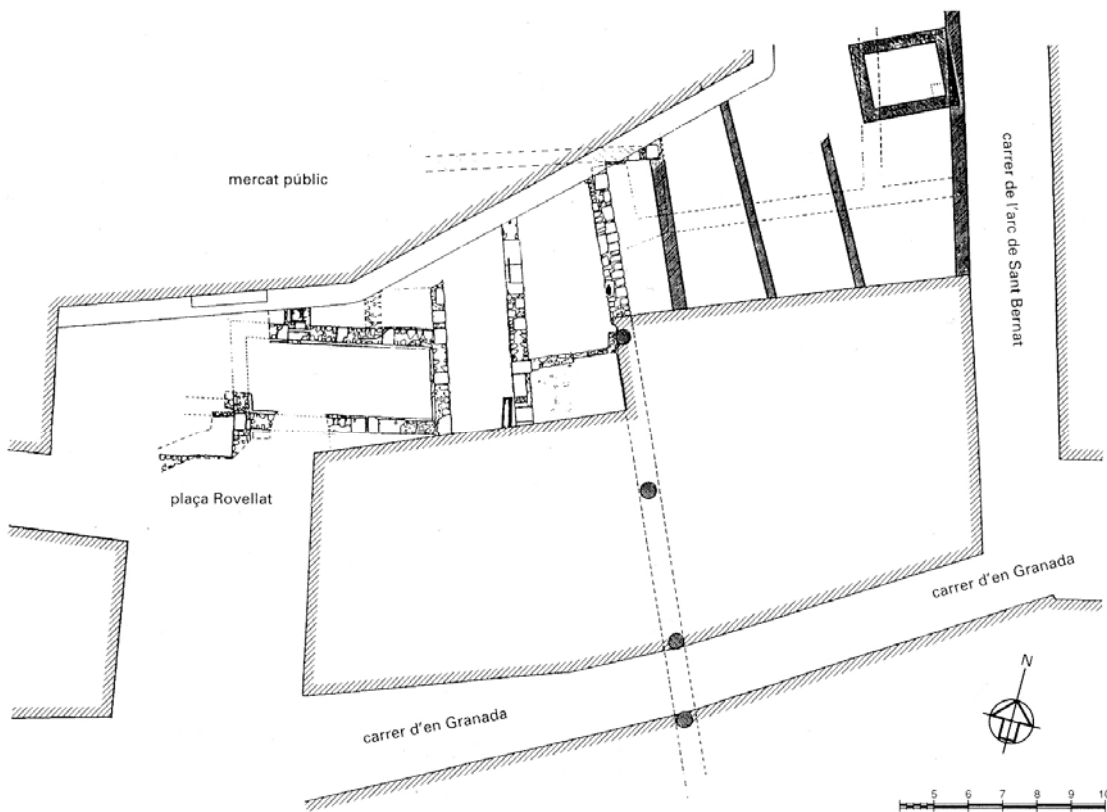 mercat públic
carrer de l'arc de Sant Bernat
plaça Rovellat
carrer d'en Granada
carrer d'en Granada
N
5 6 7 8 9 10